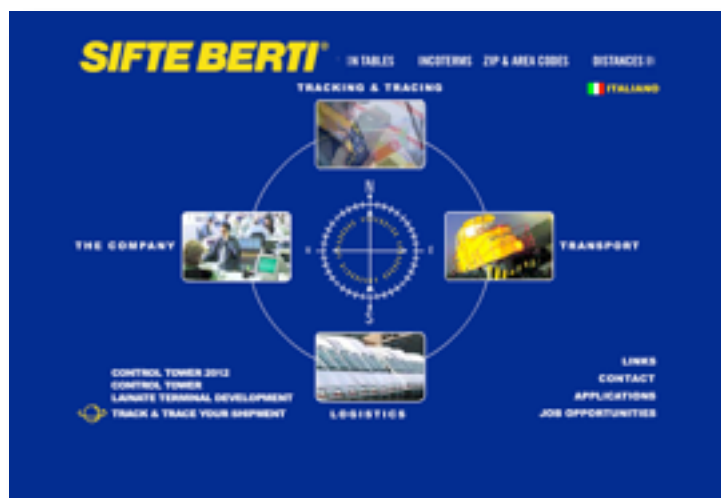 SIFTE BERTI®
IN TABLES INCOTERMS ZIP & AREA CODES DISTANCES
TRACKING & TRACING
ITALIANO
N
THE COMPANY
TRANSPORT
S
LINKS
CONTROL TOWER 2012
CONTACT
CONTROL TOWER
APPLICATIONS
LAINATE TERMINAL DEVELOPMENT
TRACK & TRACE YOUR SHIPMENT
LOGISTICS
JOB OPPORTUNITIES